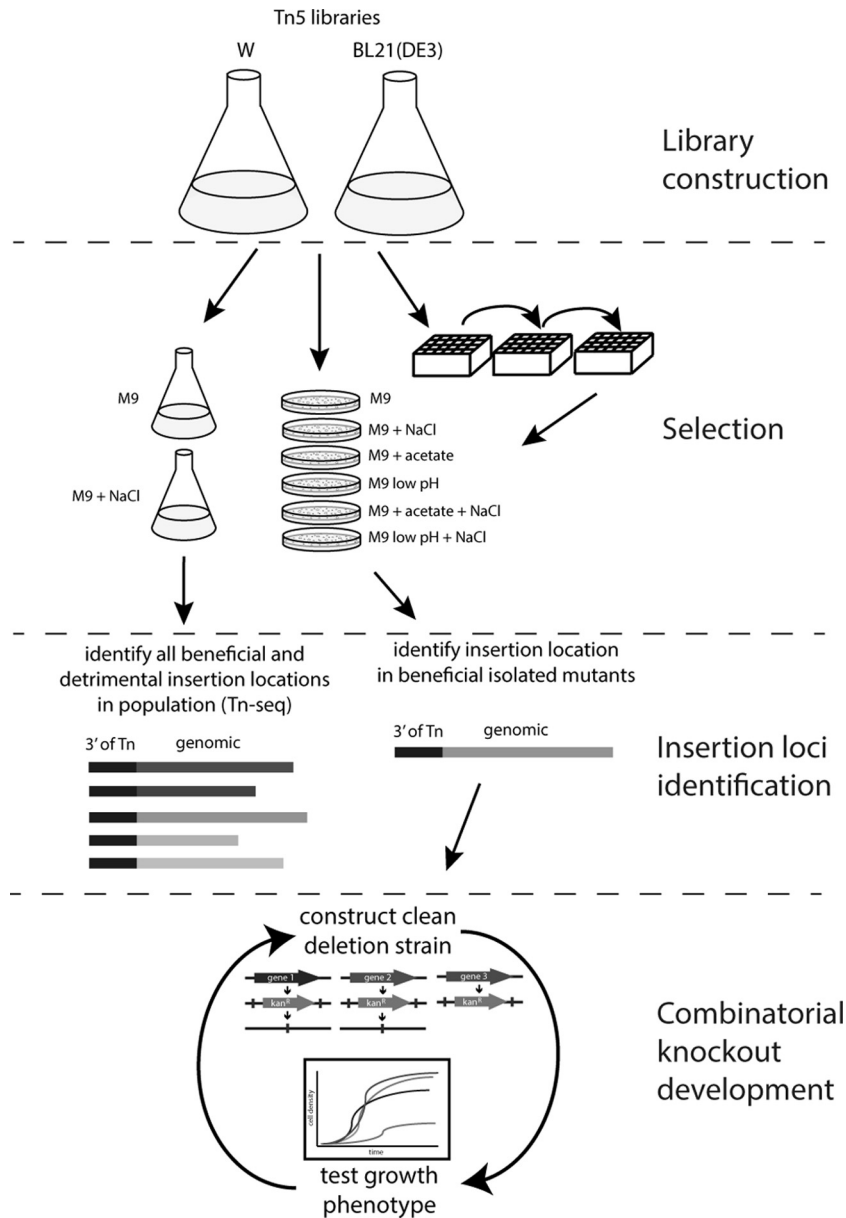 Tn5 libraries
W
BL21(DE3)
Library
construction
M9
M9 + NaCl
M9
M9 + NaCl
M9 + acetate
M9 low pH
M9 + acetate + NaCl
M9 low pH + NaCl
Selection
identify all beneficial and
detrimental insertion locations
in population (Tn-seq)
3’ of Tn
genomic
identify insertion location
in beneficial isolated mutants
3’ of Tn
genomic
Insertion loci
identification
construct clean
deletion strain
gene 1
gene 2
gene 3
kanᴿ
kanᴿ
kanᴿ
cell density
time
test growth
phenotype
Combinatorial
knockout
development